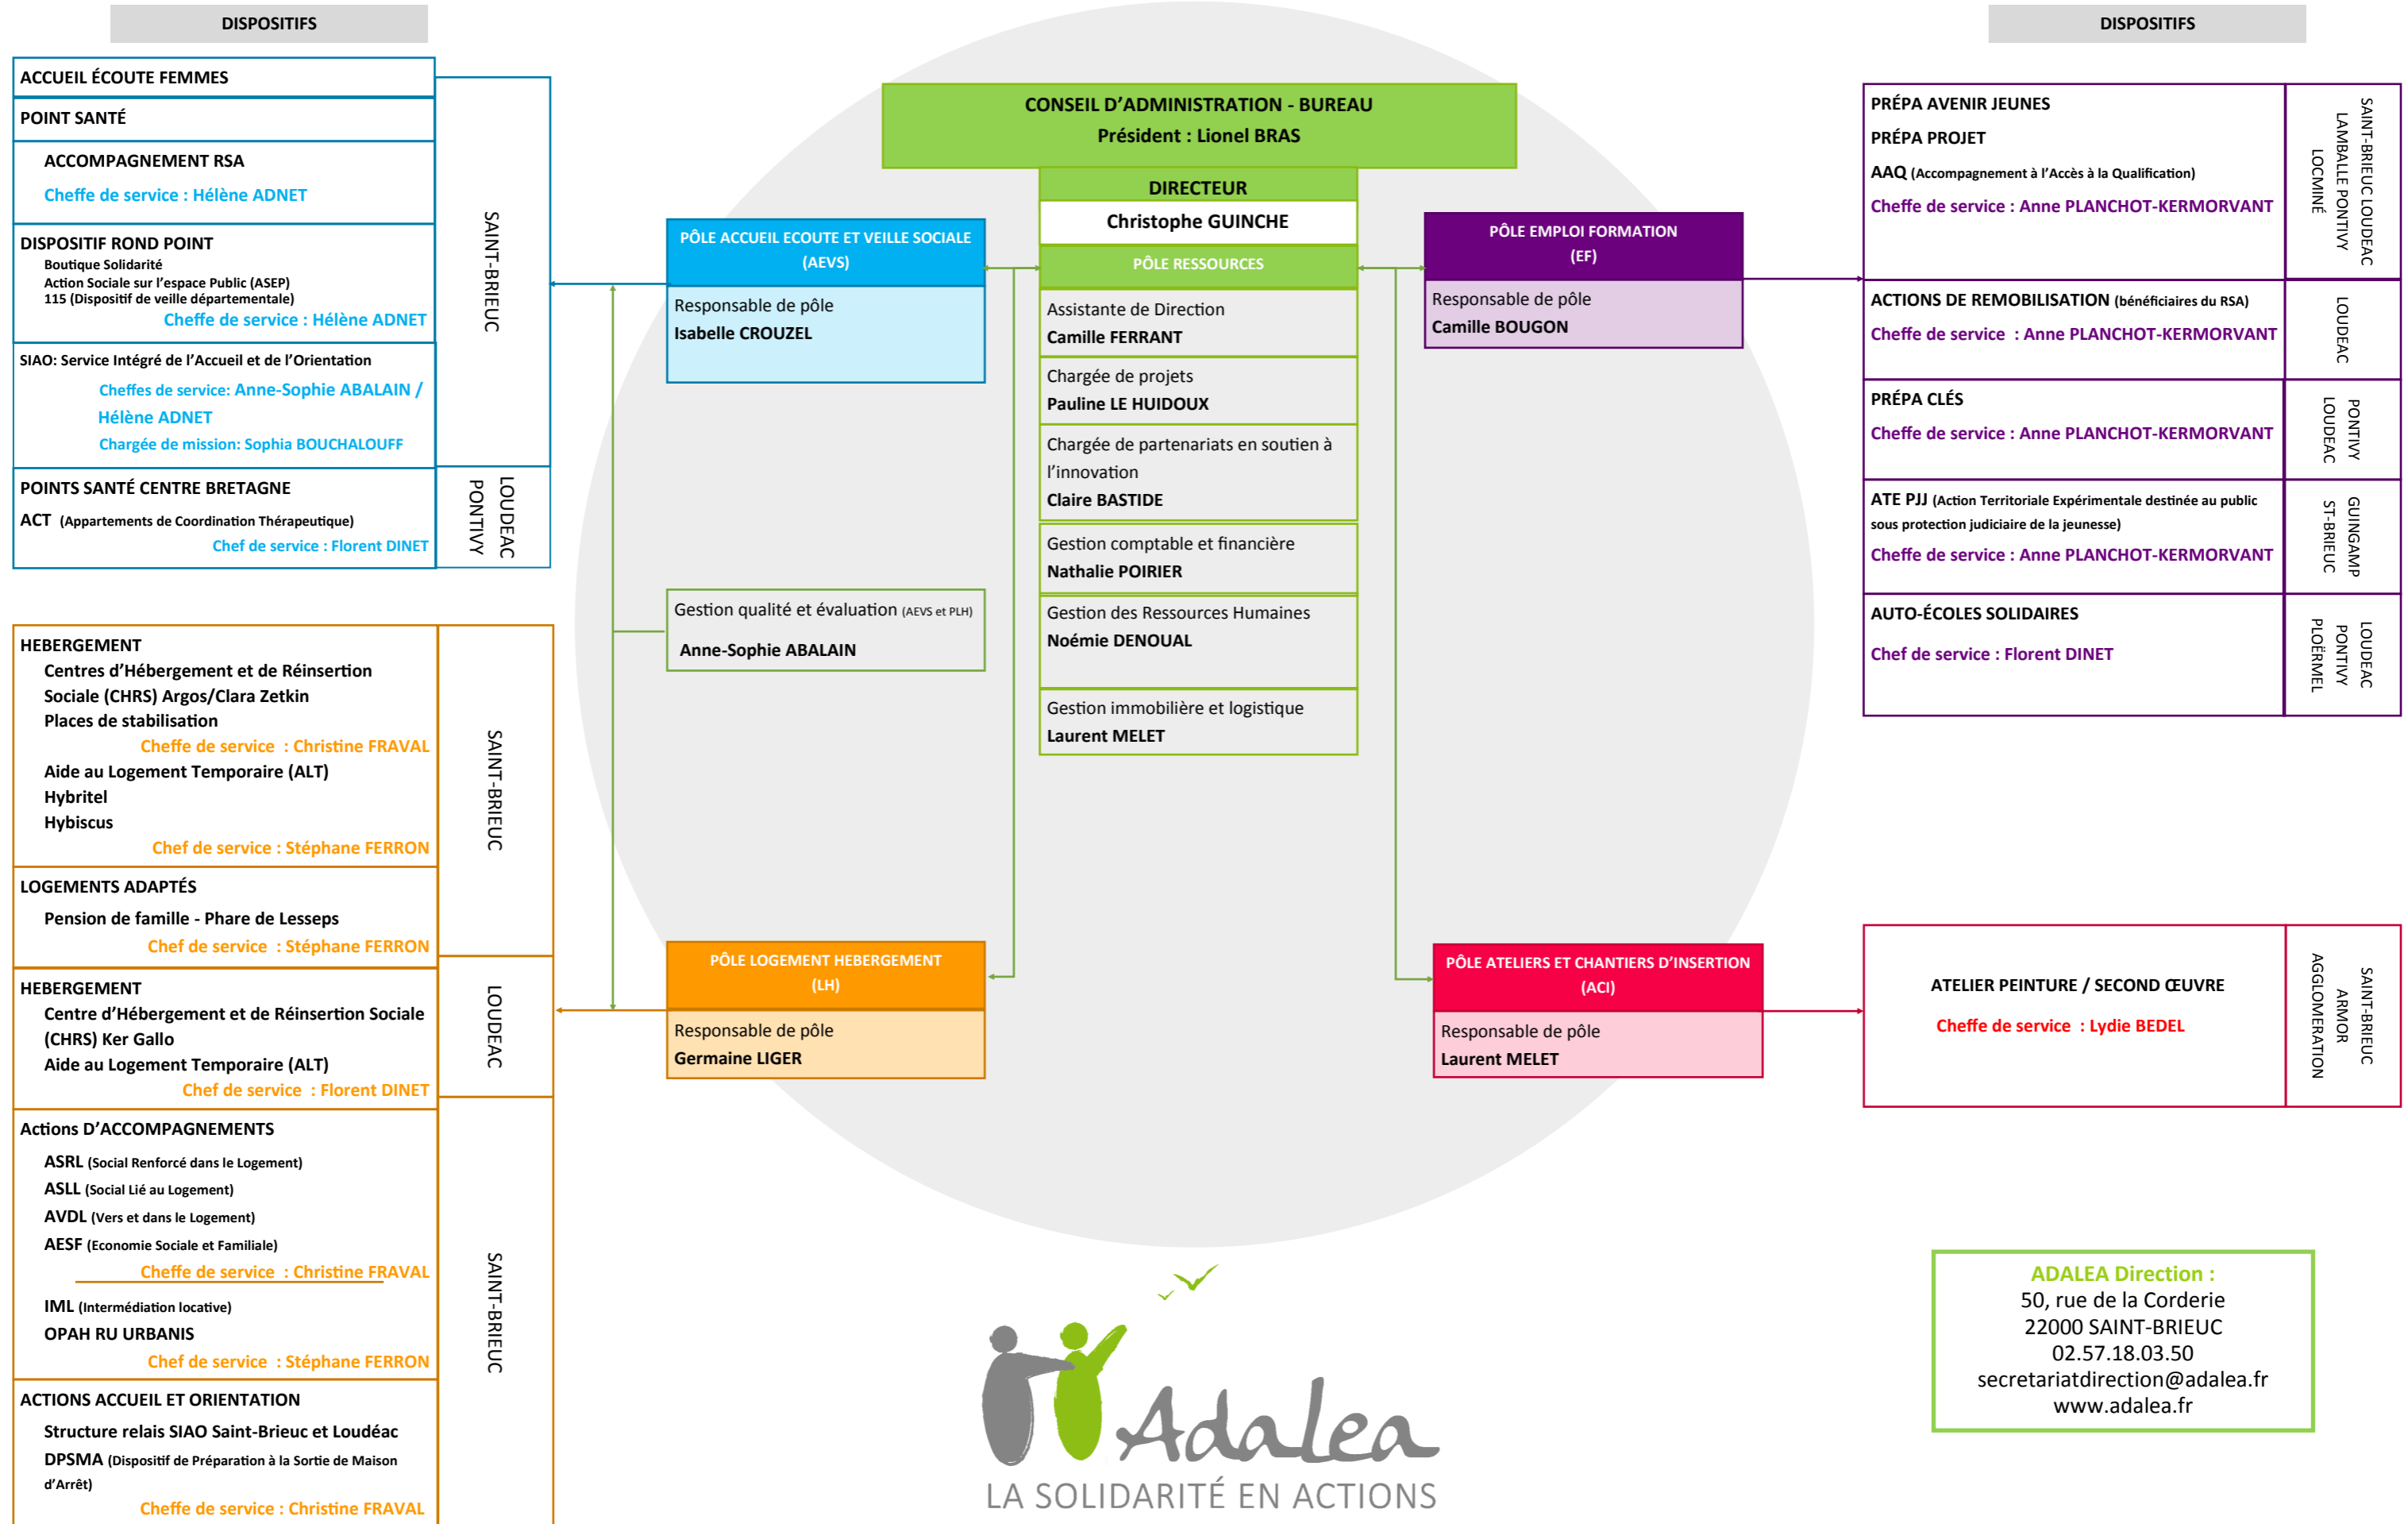 DISPOSITIFS
ACCUEIL ÉCOUTE FEMMES
POINT SANTÉ
ACCOMPAGNEMENT RSA
Cheffe de service : Hélène ADNET
DISPOSITIF ROND POINT
Boutique Solidarité
Action Sociale sur l'espace Public (ASEP)
115 (Dispositif de veille départementale)
Cheffe de service : Hélène ADNET
SIAO: Service Intégré de l'Accueil et de l'Orientation
Cheffes de service: Anne-Sophie ABALAIN /
Hélène ADNET
Chargée de mission: Sophia BOUCHALOUFF
SAINT-BRIEUC
POINTS SANTÉ CENTRE BRETAGNE
ACT (Appartements de Coordination Thérapeutique)
Chef de service : Florent DINET
LOUDEAC
PONTIVY
HEBERGEMENT
Centres d'Hébergement et de Réinsertion
Sociale (CHRS) Argos/Clara Zetkin
Places de stabilisation
Cheffe de service : Christine FRAVAL
Aide au Logement Temporaire (ALT)
Hybritel
Hybiscus
Chef de service : Stéphane FERRON
LOGEMENTS ADAPTÉS
Pension de famille - Phare de Lesseps
Chef de service : Stéphane FERRON
SAINT-BRIEUC
HEBERGEMENT
Centre d'Hébergement et de Réinsertion Sociale
(CHRS) Ker Gallo
Aide au Logement Temporaire (ALT)
Chef de service : Florent DINET
LOUDEAC
Actions D'ACCOMPAGNEMENTS
ASRL (Social Renforcé dans le Logement)
ASLL (Social Lié au Logement)
AVDL (Vers et dans le Logement)
AESF (Economie Sociale et Familiale)
Cheffe de service : Christine FRAVAL
IML (Intermédiation locative)
OPAH RU URBANIS
Chef de service : Stéphane FERRON
ACTIONS ACCUEIL ET ORIENTATION
Structure relais SIAO Saint-Brieuc et Loudéac
DPSMA (Dispositif de Préparation à la Sortie de Maison
d'Arrêt)
Cheffe de service : Christine FRAVAL
SAINT-BRIEUC
CONSEIL D'ADMINISTRATION - BUREAU
Président : Lionel BRAS
DIRECTEUR
Christophe GUINCHE
PÔLE RESSOURCES
Assistante de Direction
Camille FERRANT
Chargée de projets
Pauline LE HUIDOUX
Chargée de partenariats en soutien à
l'innovation
Claire BASTIDE
Gestion comptable et financière
Nathalie POIRIER
Gestion des Ressources Humaines
Noémie DENOUAL
Gestion immobilière et logistique
Laurent MELET
PÔLE ACCUEIL ECOUTE ET VEILLE SOCIALE
(AEVS)
Responsable de pôle
Isabelle CROUZEL
Gestion qualité et évaluation (AEVS et PLH)
Anne-Sophie ABALAIN
PÔLE LOGEMENT HEBERGEMENT
(LH)
Responsable de pôle
Germaine LIGER
PÔLE EMPLOI FORMATION
(EF)
Responsable de pôle
Camille BOUGON
PÔLE ATELIERS ET CHANTIERS D'INSERTION
(ACI)
Responsable de pôle
Laurent MELET
DISPOSITIFS
PRÉPA AVENIR JEUNES
PRÉPA PROJET
AAQ (Accompagnement à l'Accès à la Qualification)
Cheffe de service : Anne PLANCHOT-KERMORVANT
SAINT-BRIEUC LOUDEAC
LAMBALLE PONTIVY
LOCMINÉ
ACTIONS DE REMOBILISATION (bénéficiaires du RSA)
Cheffe de service : Anne PLANCHOT-KERMORVANT
LOUDEAC
PRÉPA CLÉS
Cheffe de service : Anne PLANCHOT-KERMORVANT
PONTIVY
LOUDEAC
ATE PJJ (Action Territoriale Expérimentale destinée au public
sous protection judiciaire de la jeunesse)
Cheffe de service : Anne PLANCHOT-KERMORVANT
GUINGAMP
ST-BRIEUC
AUTO-ÉCOLES SOLIDAIRES
Chef de service : Florent DINET
LOUDEAC
PONTIVY
PLOËRMEL
ATELIER PEINTURE / SECOND ŒUVRE
Cheffe de service : Lydie BEDEL
SAINT-BRIEUC
ARMOR
AGGLOMERATION
ADALEA Direction :
50, rue de la Corderie
22000 SAINT-BRIEUC
02.57.18.03.50
secretariatdirection@adalea.fr
www.adalea.fr
Adalea
LA SOLIDARITÉ EN ACTIONS